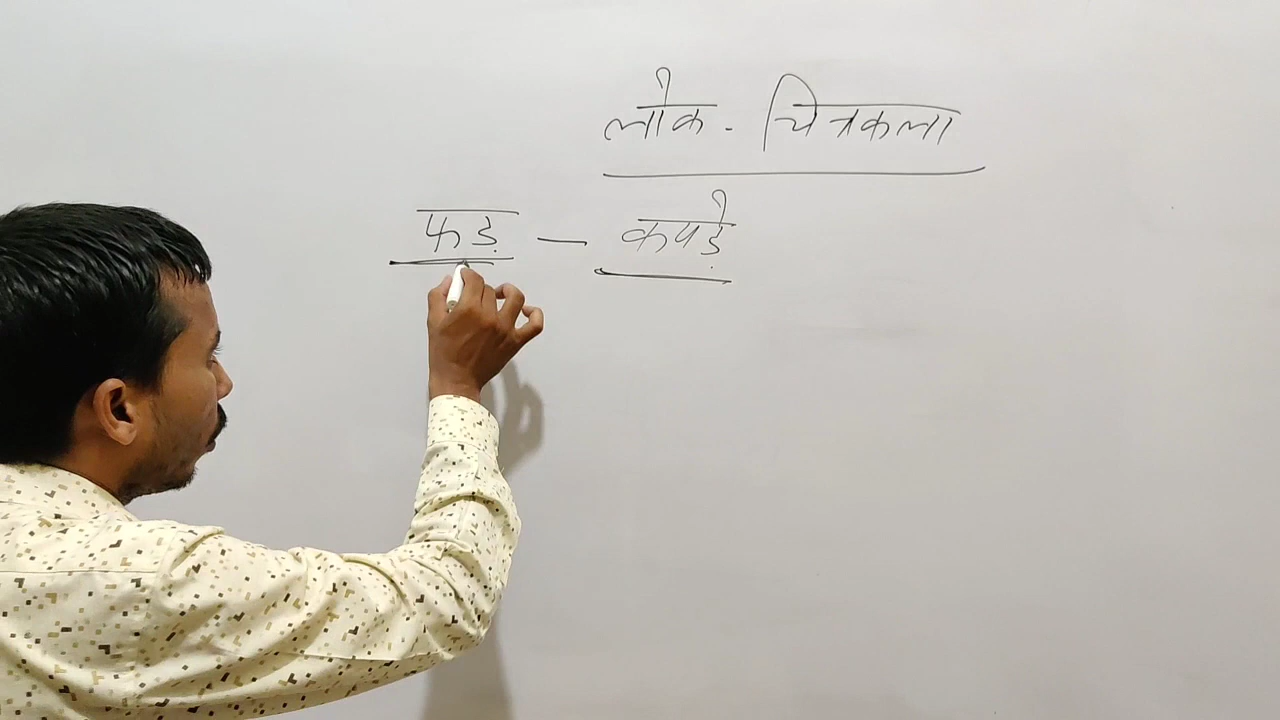 लोक - चित्रकला
फड़ — कपड़े